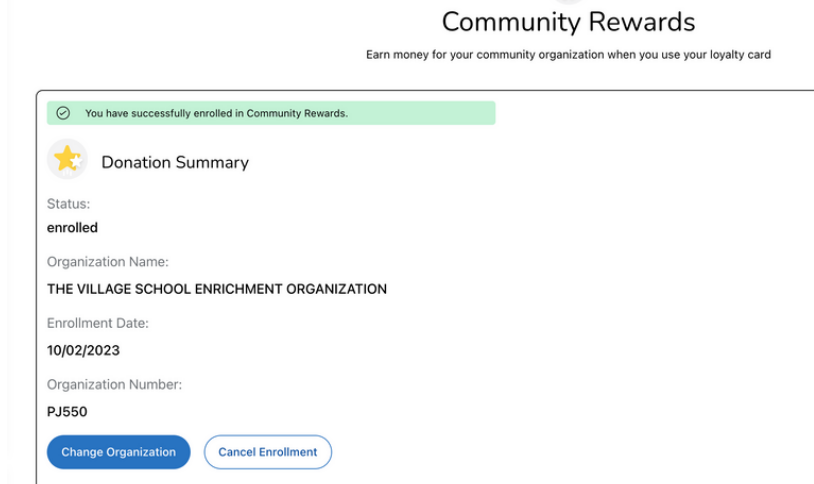 Community Rewards
Earn money for your community organization when you use your loyalty card
You have successfully enrolled in Community Rewards.
Donation Summary
Status:
enrolled
Organization Name:
THE VILLAGE SCHOOL ENRICHMENT ORGANIZATION
Enrollment Date:
10/02/2023
Organization Number:
PJ550
Change Organization
Cancel Enrollment